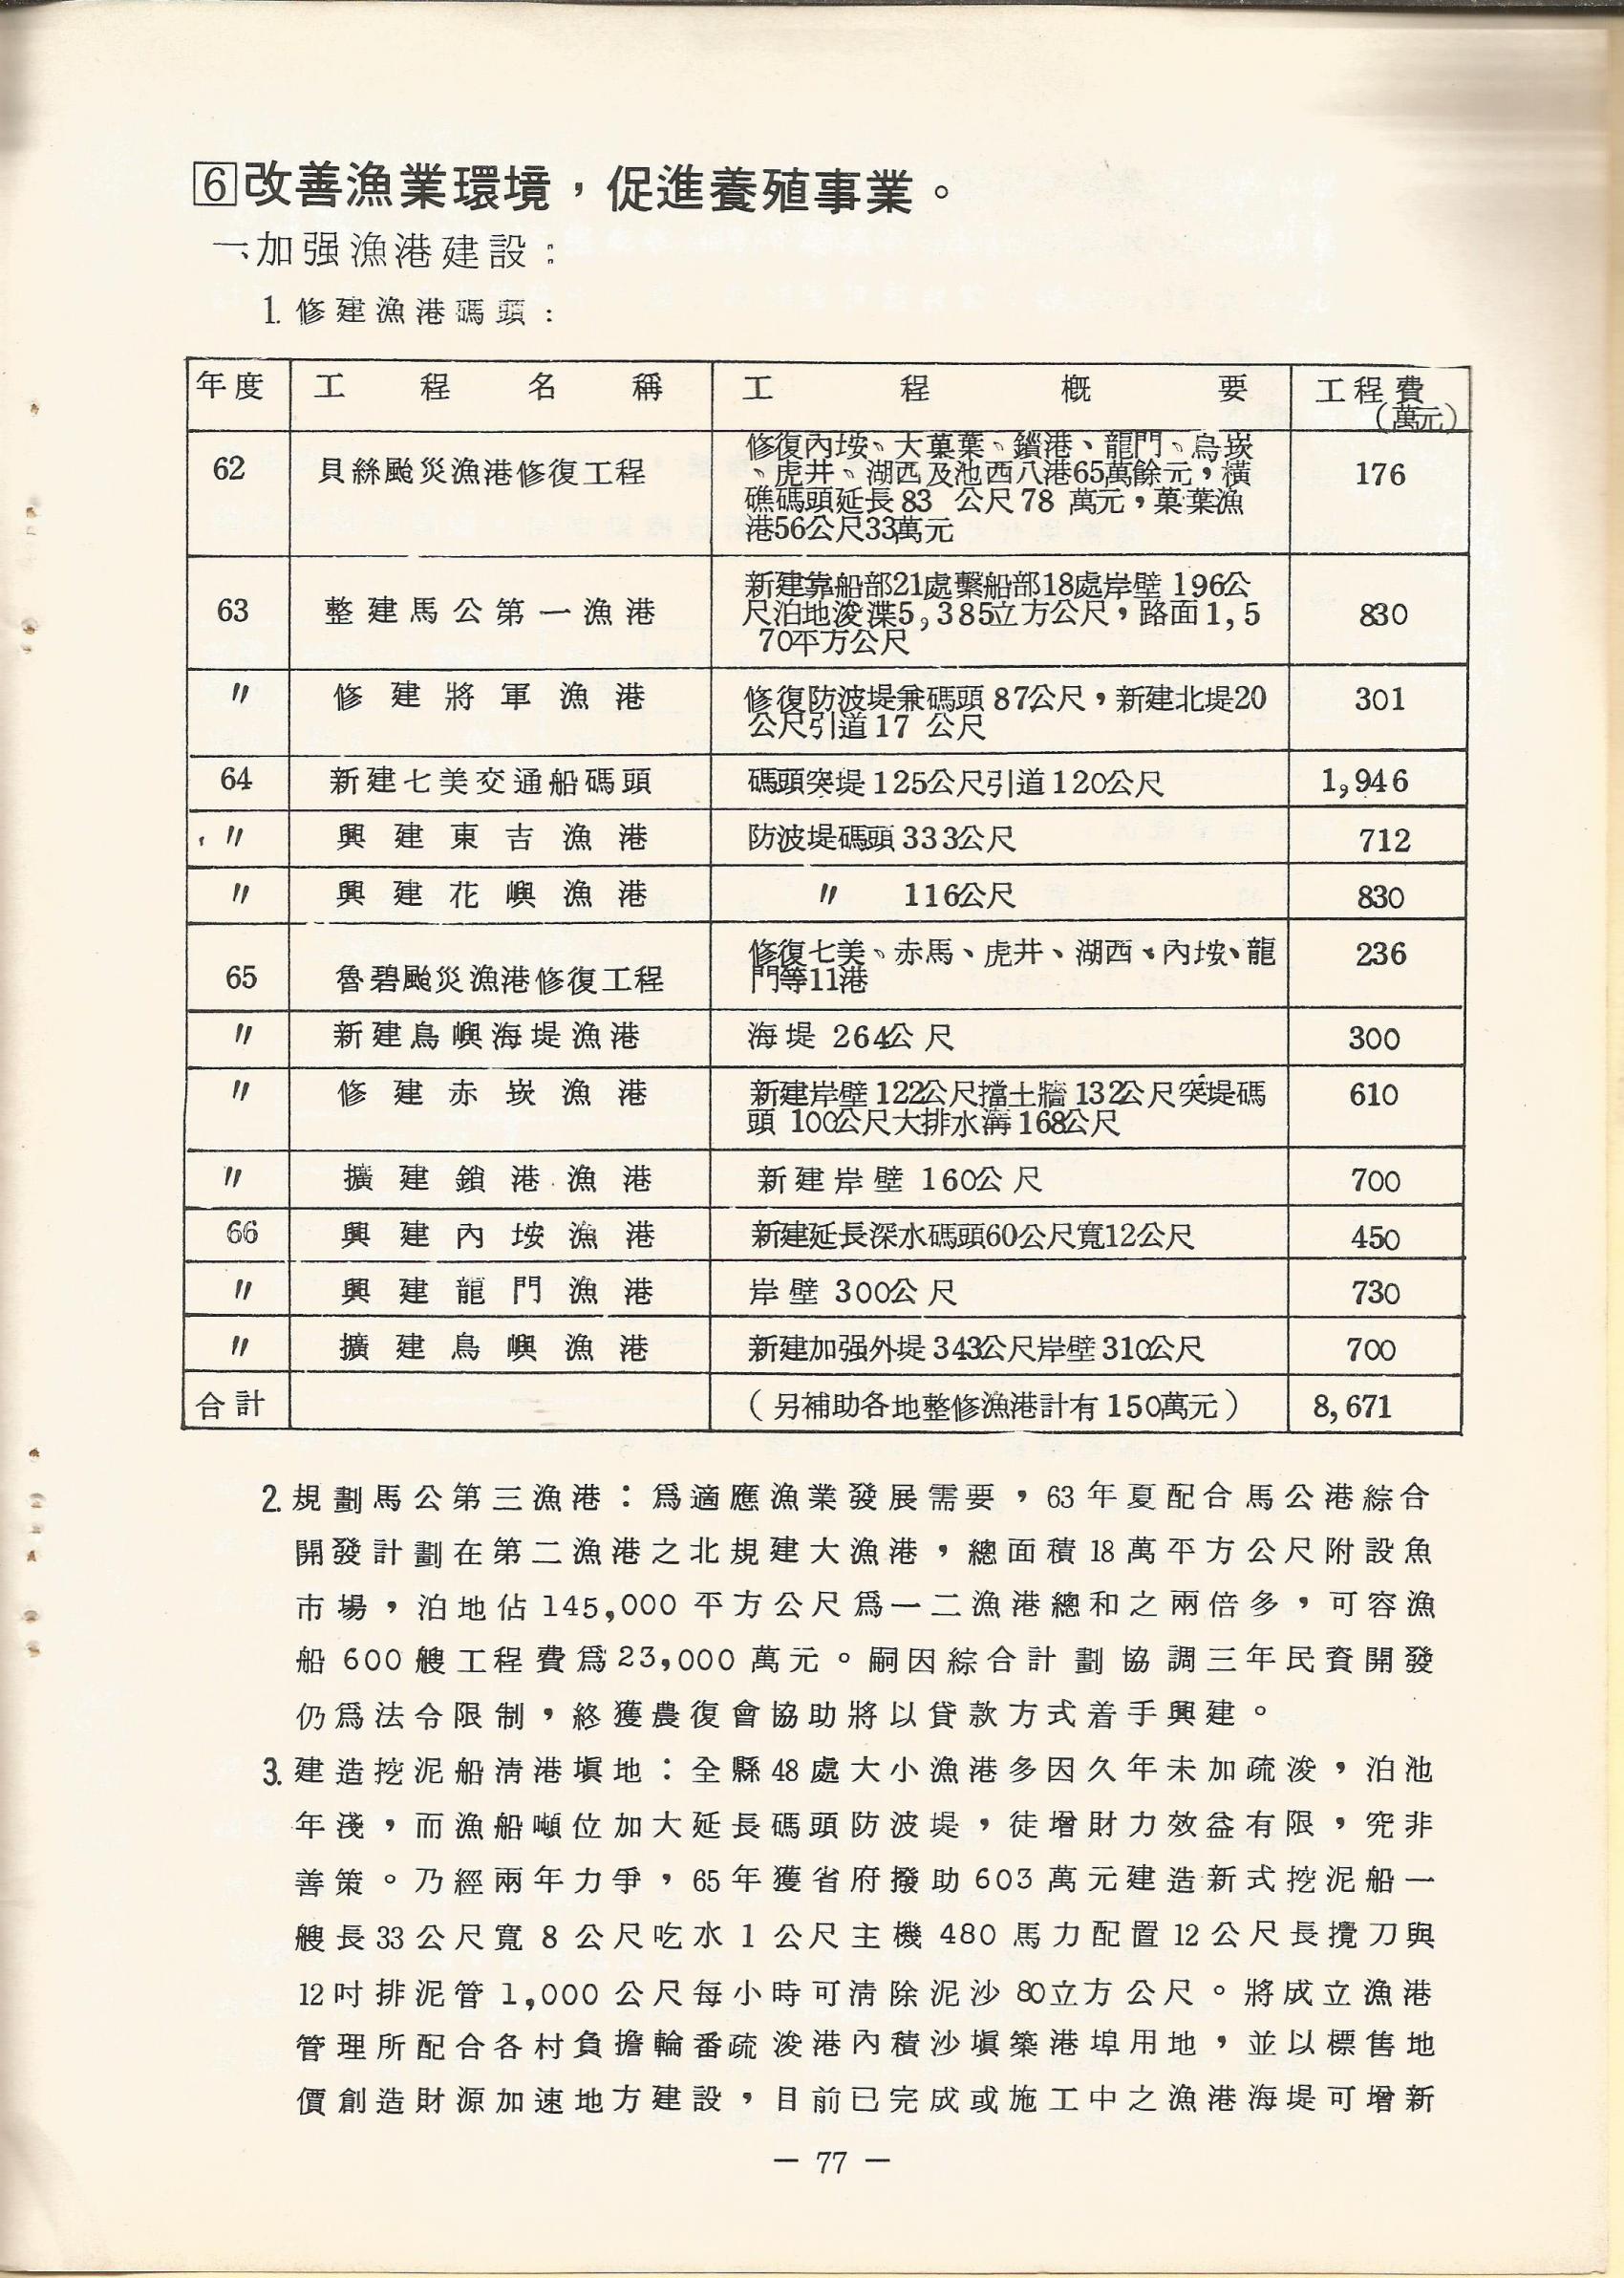 6改善漁業環境，促進養殖事業。
一、加强漁港建設：
1. 修建漁港碼頭：
年度 工程名稱 工程概要 工程費（萬元）
62 貝絲颱災漁港修復工程 176
修復內垵、大菓葉、鎖港、龍門、烏崁
、虎井、湖西及池西八港65萬餘元，橫
礁碼頭延長83公尺78萬元，菓葉漁
港56公尺33萬元
63 整建馬公第一漁港 830
新建靠船部21處繫船部18處岸壁196公
尺泊地浚渫5,385立方公尺，路面1,5
70平方公尺
〃 修建將軍漁港 301
修復防波堤兼碼頭87公尺，新建北堤20
公尺引道17公尺
64 新建七美交通船碼頭 碼頭突堤125公尺引道120公尺 1,946
〃 興建東吉漁港 防波堤碼頭333公尺 712
〃 興建花嶼漁港 〃 116公尺 830
65 魯碧颱災漁港修復工程 236
修復七美、赤馬、虎井、湖西、內垵、龍
門等11港
〃 新建鳥嶼海堤漁港 海堤264公尺 300
〃 修建赤崁漁港 610
新建岸壁122公尺擋土牆132公尺突堤碼
頭100公尺大排水溝168公尺
〃 擴建鎖港漁港 新建岸壁160公尺 700
66 興建內垵漁港 新建延長深水碼頭60公尺寬12公尺 450
〃 興建龍門漁港 岸壁300公尺 730
〃 擴建鳥嶼漁港 新建加强外堤343公尺岸壁310公尺 700
合計 （另補助各地整修漁港計有150萬元） 8,671
2. 規劃馬公第三漁港：爲適應漁業發展需要，63年夏配合馬公港綜合
開發計劃在第二漁港之北規建大漁港，總面積18萬平方公尺附設魚
市場，泊地佔145,000平方公尺爲一二漁港總和之兩倍多，可容漁
船600艘工程費爲23,000萬元。嗣因綜合計劃協調三年民資開發
仍爲法令限制，終獲農復會協助將以貸款方式着手興建。
3. 建造挖泥船淸港塡地：全縣48處大小漁港多因久年未加疏浚，泊池
年淺，而漁船噸位加大延長碼頭防波堤，徒增財力效益有限，究非
善策。乃經兩年力爭，65年獲省府撥助603萬元建造新式挖泥船一
艘長33公尺寬8公尺吃水1公尺主機480馬力配置12公尺長攪刀與
12吋排泥管1,000公尺每小時可淸除泥沙80立方公尺。將成立漁港
管理所配合各村負擔輪番疏浚港內積沙塡築港埠用地，並以標售地
價創造財源加速地方建設，目前已完成或施工中之漁港海堤可增新
— 77 —